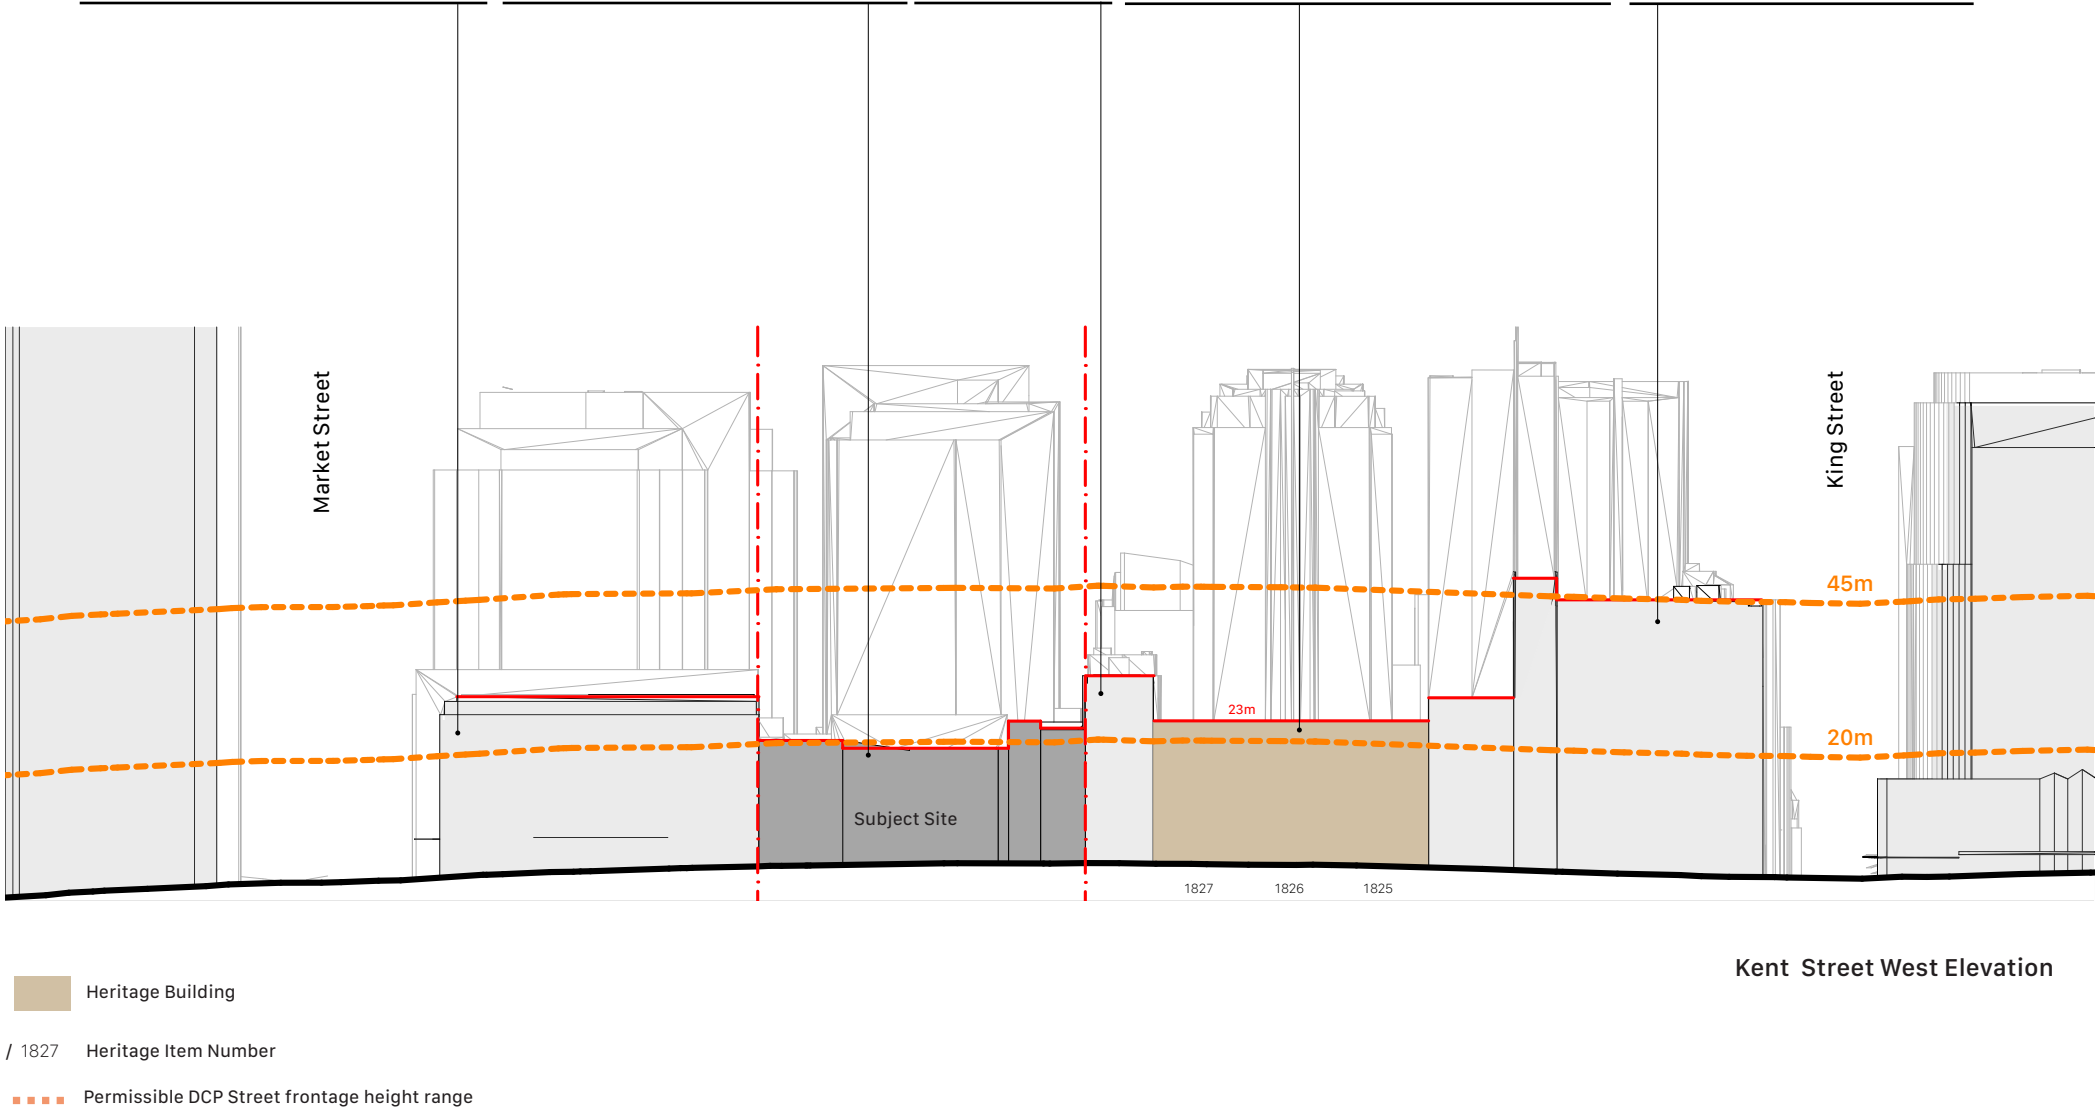 Market Street
King Street
45m
23m
20m
Subject Site
1827 1826 1825
Kent Street West Elevation
Heritage Building
/ 1827 Heritage Item Number
Permissible DCP Street frontage height range